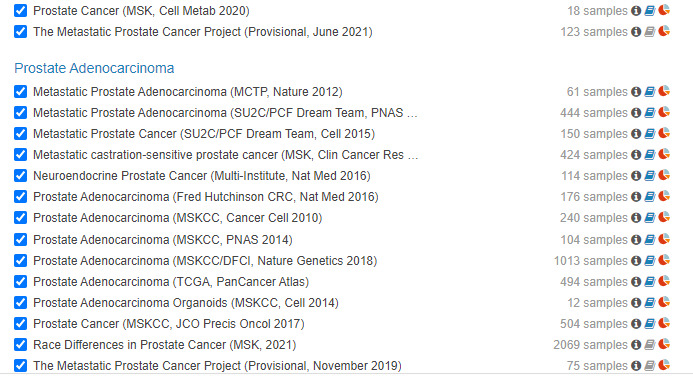 Prostate Cancer (MSK, Cell Metab 2020) 18 samples
The Metastatic Prostate Cancer Project (Provisional, June 2021) 123 samples
Prostate Adenocarcinoma
Metastatic Prostate Adenocarcinoma (MCTP, Nature 2012) 61 samples
Metastatic Prostate Adenocarcinoma (SU2C/PCF Dream Team, PNAS … 444 samples
Metastatic Prostate Cancer (SU2C/PCF Dream Team, Cell 2015) 150 samples
Metastatic castration-sensitive prostate cancer (MSK, Clin Cancer Res … 424 samples
Neuroendocrine Prostate Cancer (Multi-Institute, Nat Med 2016) 114 samples
Prostate Adenocarcinoma (Fred Hutchinson CRC, Nat Med 2016) 176 samples
Prostate Adenocarcinoma (MSKCC, Cancer Cell 2010) 240 samples
Prostate Adenocarcinoma (MSKCC, PNAS 2014) 104 samples
Prostate Adenocarcinoma (MSKCC/DFCI, Nature Genetics 2018) 1013 samples
Prostate Adenocarcinoma (TCGA, PanCancer Atlas) 494 samples
Prostate Adenocarcinoma Organoids (MSKCC, Cell 2014) 12 samples
Prostate Cancer (MSKCC, JCO Precis Oncol 2017) 504 samples
Race Differences in Prostate Cancer (MSK, 2021) 2069 samples
The Metastatic Prostate Cancer Project (Provisional, November 2019) 75 samples